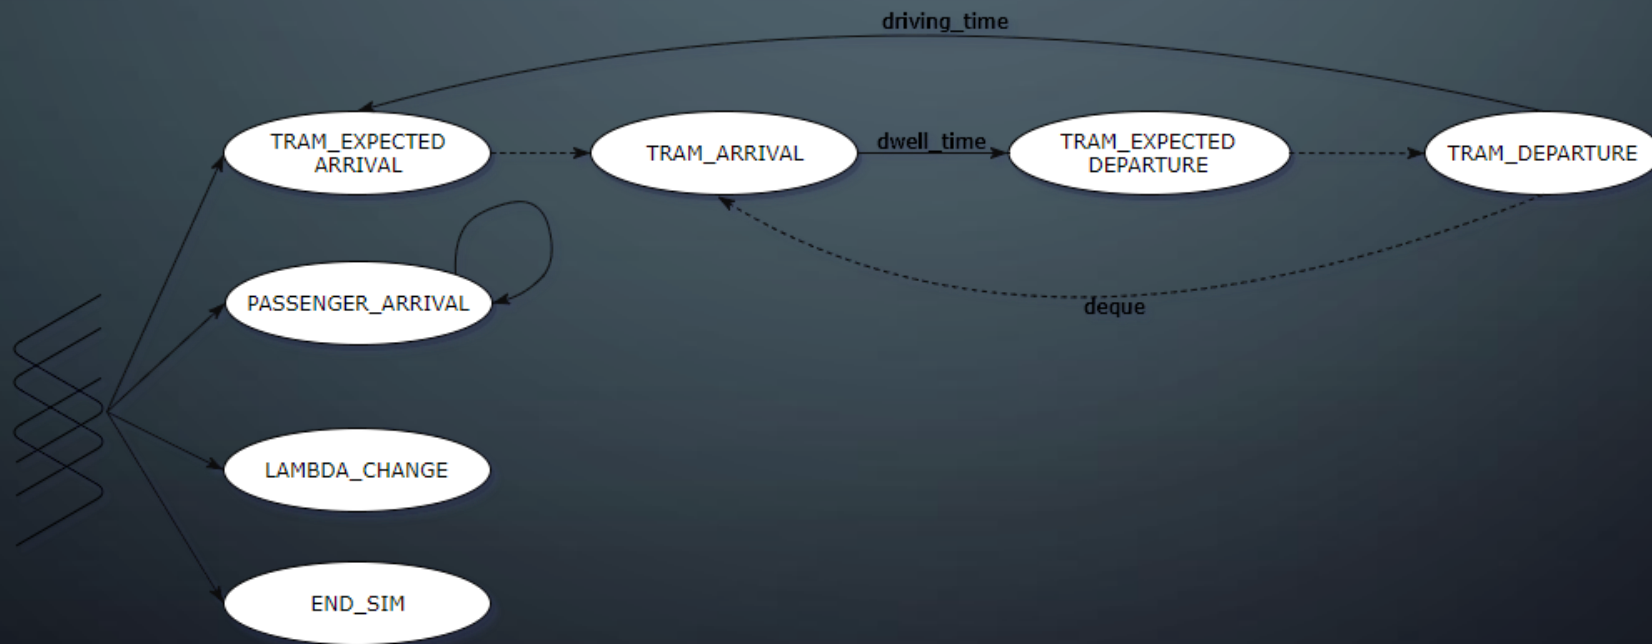 driving_time
TRAM_EXPECTED
ARRIVAL
TRAM_ARRIVAL
dwell_time
TRAM_EXPECTED
DEPARTURE
TRAM_DEPARTURE
PASSENGER_ARRIVAL
deque
LAMBDA_CHANGE
END_SIM